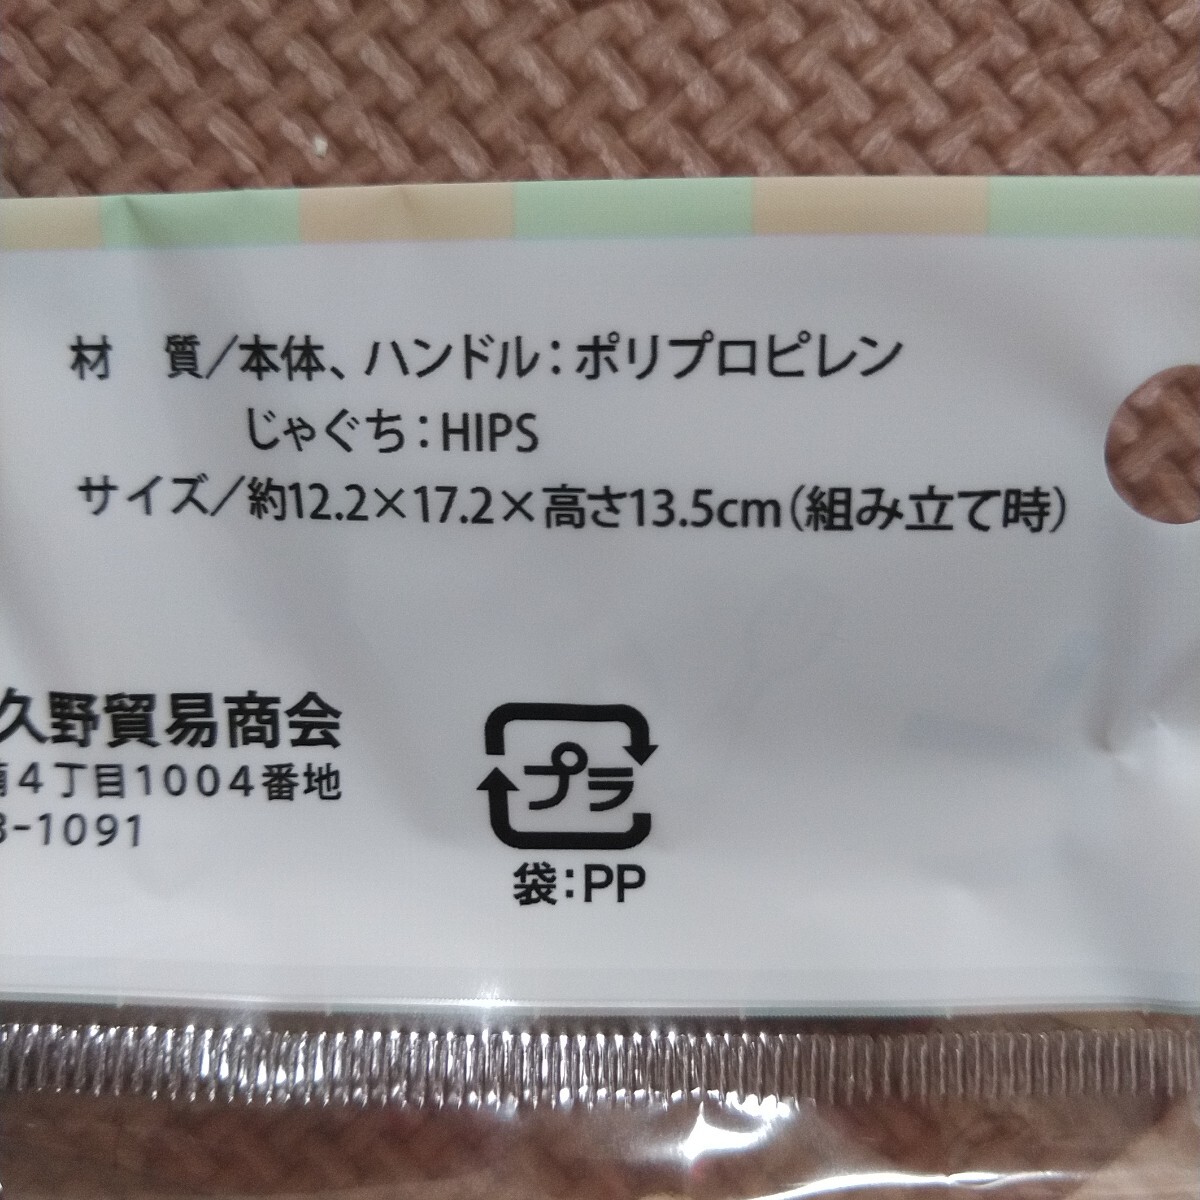 材　質／本体、ハンドル：ポリプロピレン
じゃぐち：HIPS
サイズ／約12.2×17.2×高さ13.5cm（組み立て時）
久野貿易商会
4丁目1004番地
-1091
プラ
袋：PP